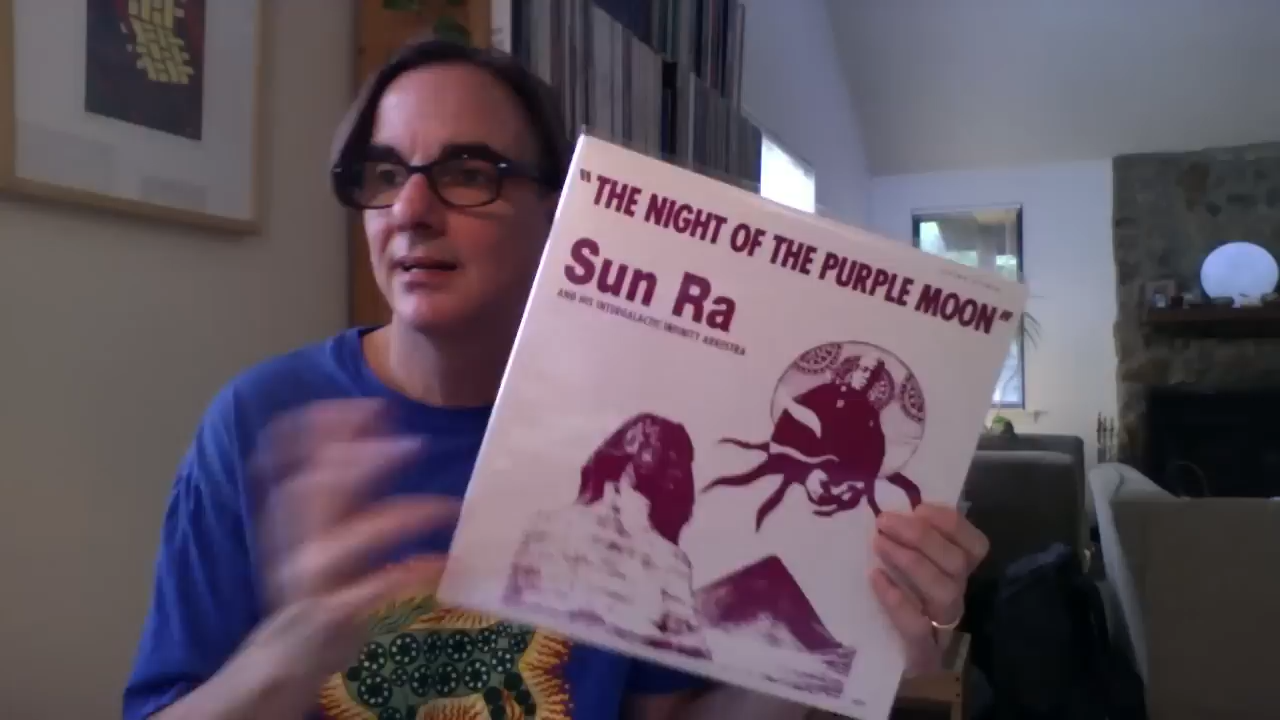 "THE NIGHT OF THE PURPLE MOON"
Sun Ra
AND HIS INTERGALACTIC INFINITY ARKESTRA